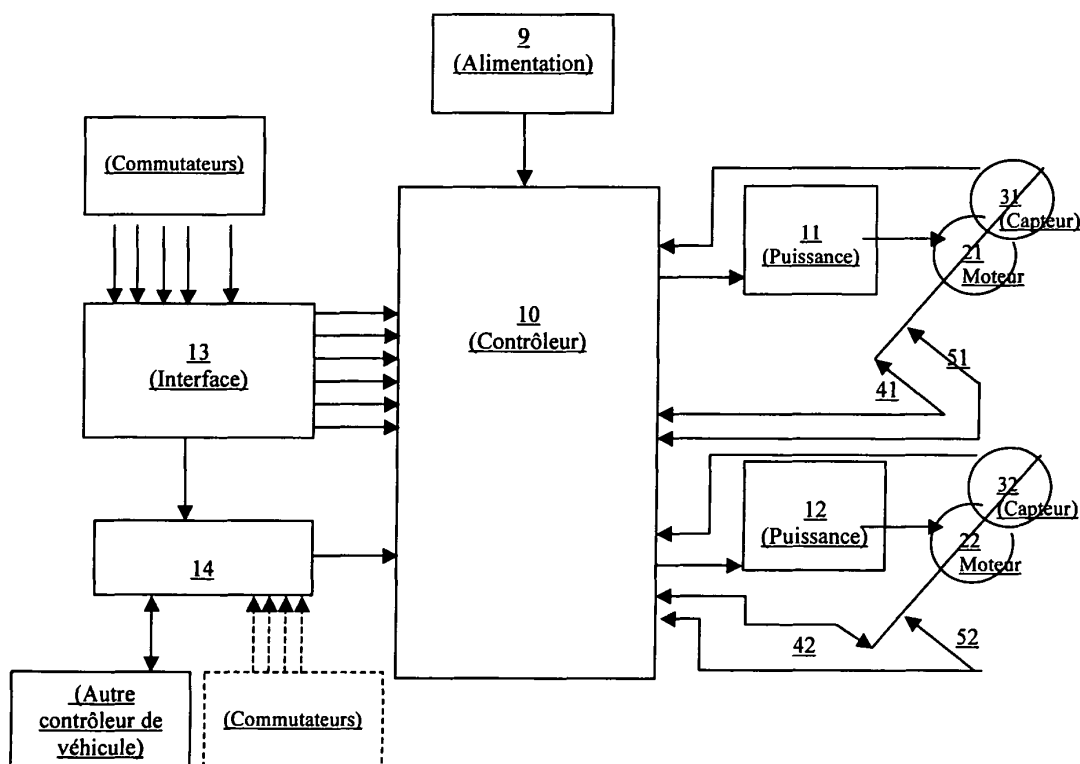 9
(Alimentation)
(Commutateurs)
31
(Capteur)
11
(Puissance)
21
Moteur
10
(Contrôleur)
13
(Interface)
51
41
32
(Capteur)
12
(Puissance)
22
Moteur
14
42
52
(Autre
contrôleur de
véhicule)
(Commutateurs)